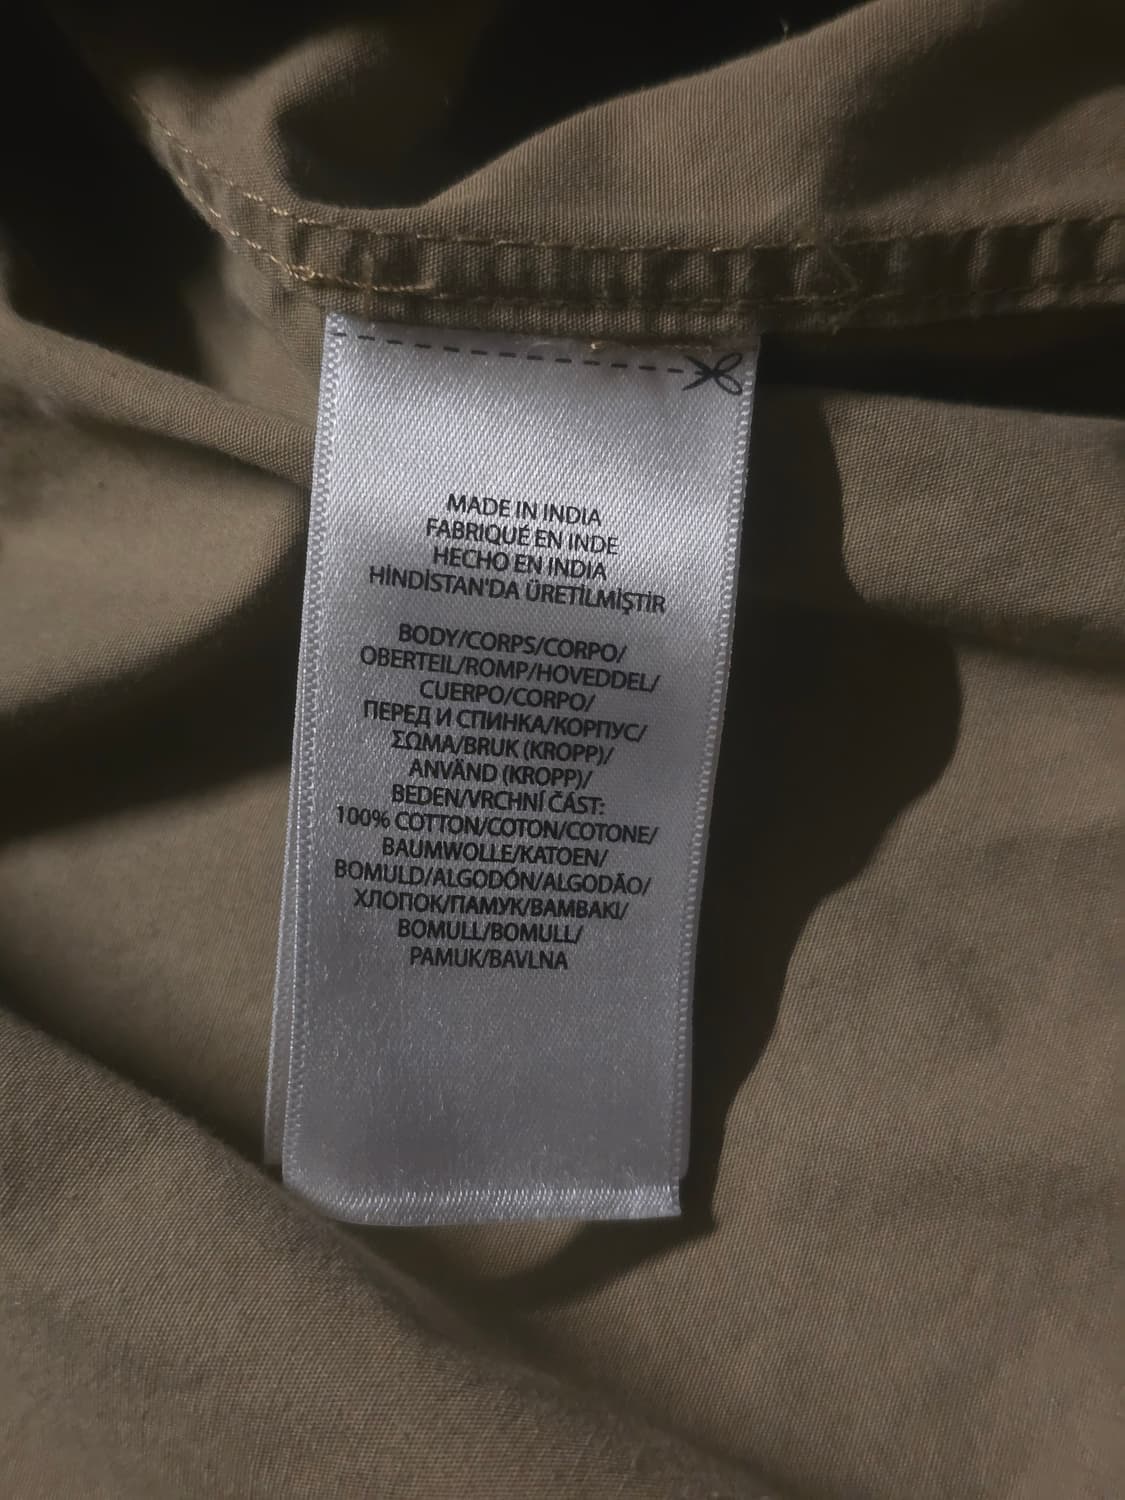 MADE IN INDIA
FABRIQUÉ EN INDE
HECHO EN INDIA
HİNDİSTAN'DA ÜRETİLMİŞTİR
BODY/CORPS/CORPO/
OBERTEIL/ROMP/HOVEDDEL/
CUERPO/CORPO/
ПЕРЕД И СПИНКА/КОРПУС/
ΣΩΜΑ/BRUK (KROPP)/
ANVÄND (KROPP)/
BEDEN/VRCHNÍ ČÁST:
100% COTTON/COTON/COTONE/
BAUMWOLLE/KATOEN/
BOMULD/ALGODÓN/ALGODÃO/
ХЛОПОК/ПАМУК/ΒΑΜΒΑΚΙ/
BOMULL/BOMULL/
PAMUK/BAVLNA